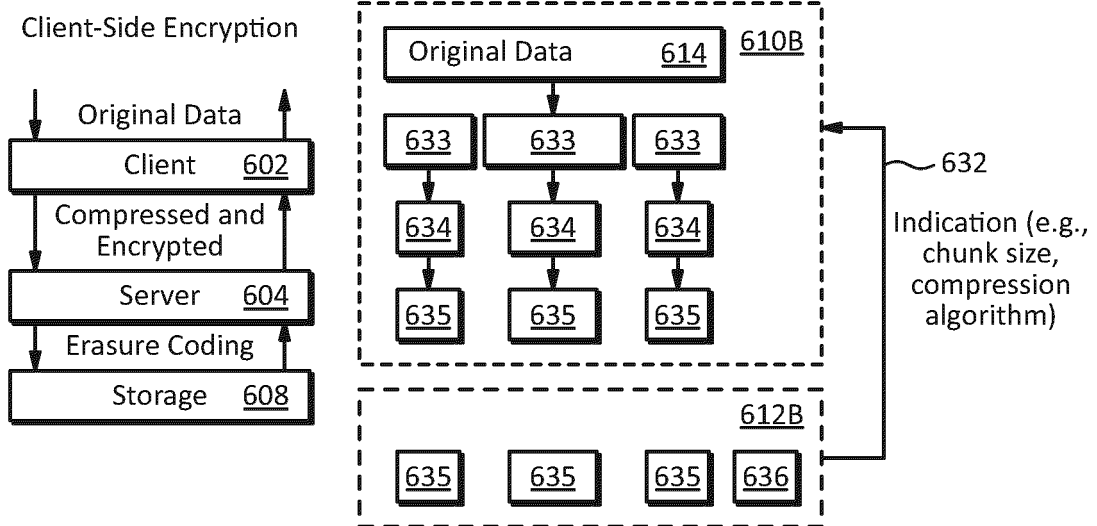 Client-Side Encryption
Original Data
Client 602
Compressed and
Encrypted
Server 604
Erasure Coding
Storage 608
610B
Original Data 614
633 633 633
634 634 634
635 635 635
612B
635 635 635 636
632
Indication (e.g.,
chunk size,
compression
algorithm)